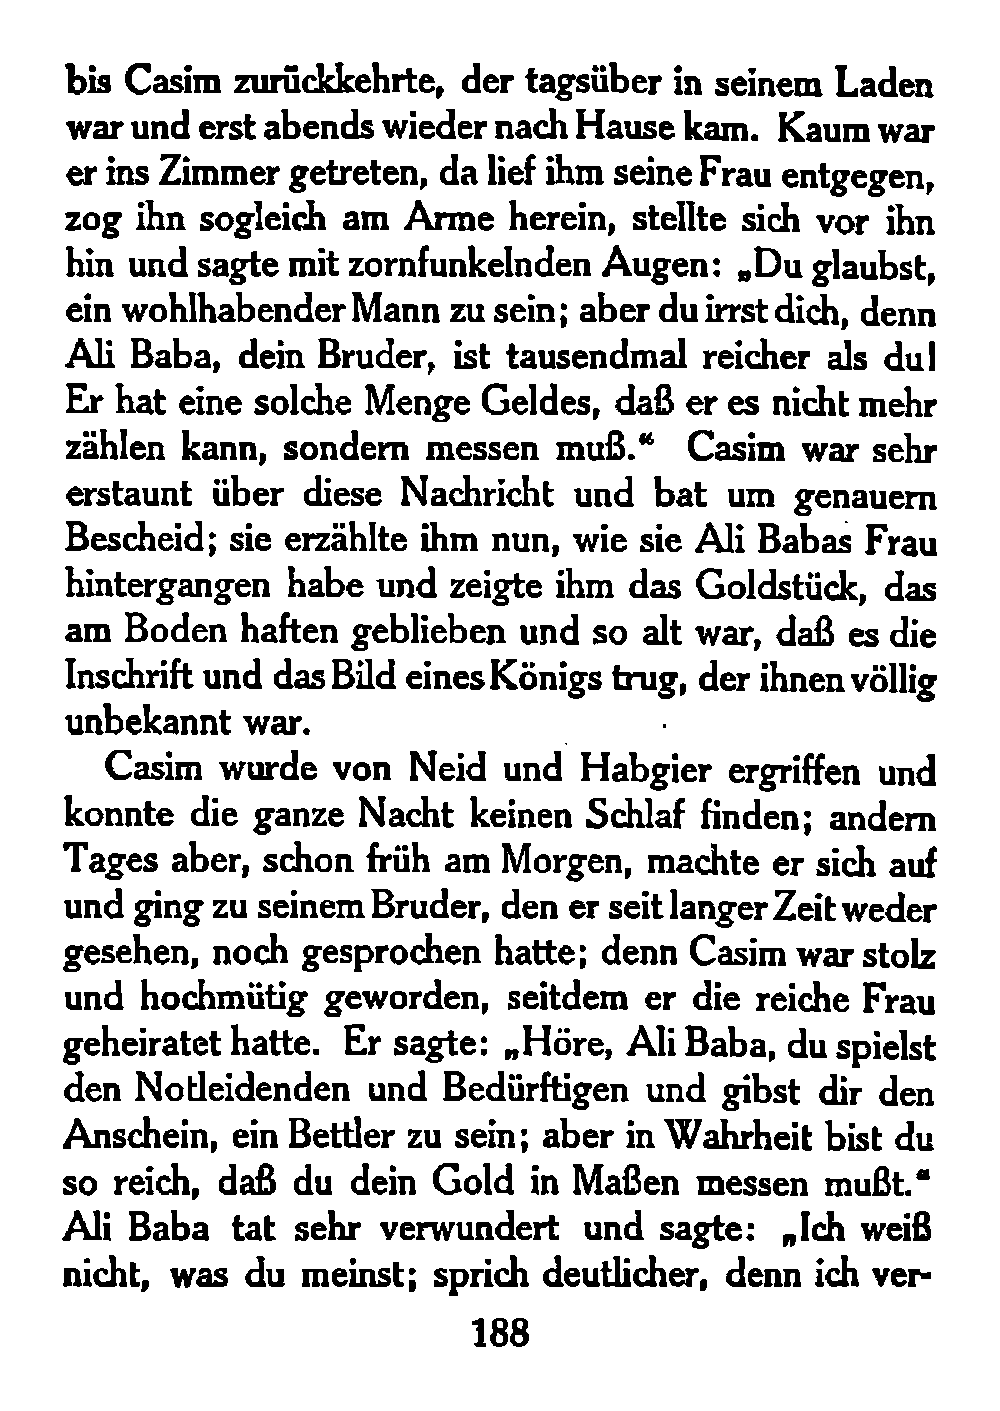 bis Casim zurückkehrte, der tagsüber in seinem Laden
war und erst abends wieder nach Hause kam. Kaum war
er ins Zimmer getreten, da lief ihm seine Frau entgegen,
zog ihn sogleich am Arme herein, stellte sich vor ihn
hin und sagte mit zornfunkelnden Augen: „Du glaubst,
ein wohlhabender Mann zu sein; aber du irrst dich, denn
Ali Baba, dein Bruder, ist tausendmal reicher als du!
Er hat eine solche Menge Geldes, daß er es nicht mehr
zählen kann, sondern messen muß.“ Casim war sehr
erstaunt über diese Nachricht und bat um genauern
Bescheid; sie erzählte ihm nun, wie sie Ali Babas Frau
hintergangen habe und zeigte ihm das Goldstück, das
am Boden haften geblieben und so alt war, daß es die
Inschrift und das Bild eines Königs trug, der ihnen völlig
unbekannt war.
Casim wurde von Neid und Habgier ergriffen und
konnte die ganze Nacht keinen Schlaf finden; andern
Tages aber, schon früh am Morgen, machte er sich auf
und ging zu seinem Bruder, den er seit langer Zeit weder
gesehen, noch gesprochen hatte; denn Casim war stolz
und hochmütig geworden, seitdem er die reiche Frau
geheiratet hatte. Er sagte: „Höre, Ali Baba, du spielst
den Notleidenden und Bedürftigen und gibst dir den
Anschein, ein Bettler zu sein; aber in Wahrheit bist du
so reich, daß du dein Gold in Maßen messen mußt.“
Ali Baba tat sehr verwundert und sagte: „Ich weiß
nicht, was du meinst; sprich deutlicher, denn ich ver-
188